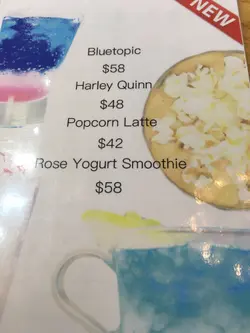 NEW
Bluetopic
$58
Harley Quinn
$48
Popcorn Latte
$42
Rose Yogurt Smoothie
$58